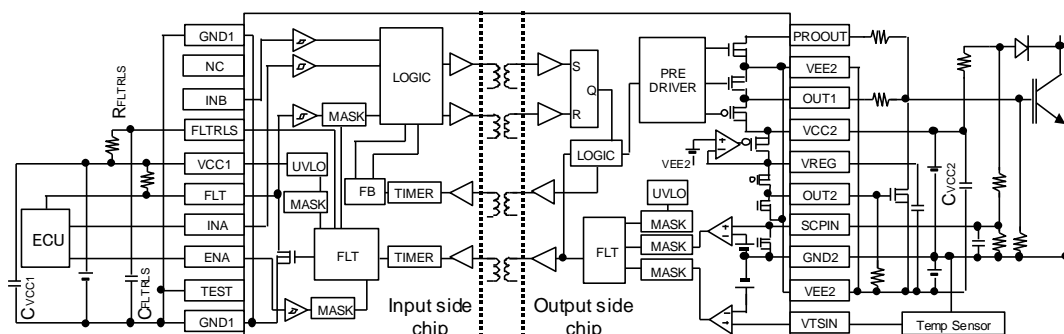 GND1
NC
INB
FLTRLS
VCC1
FLT
INA
ENA
TEST
GND1
RFLTRLS
ECU
CVCC1
CFLTRLS
LOGIC
MASK
UVLO
MASK
FB
TIMER
FLT
TIMER
MASK
Input side
chip
Output side
chip
S
Q
R
LOGIC
PRE
DRIVER
VEE2
UVLO
MASK
FLT
MASK
MASK
PROOUT
VEE2
OUT1
VCC2
VREG
OUT2
SCPIN
GND2
VEE2
VTSIN
CVCC2
Temp Sensor
+
-
+
-
+
-